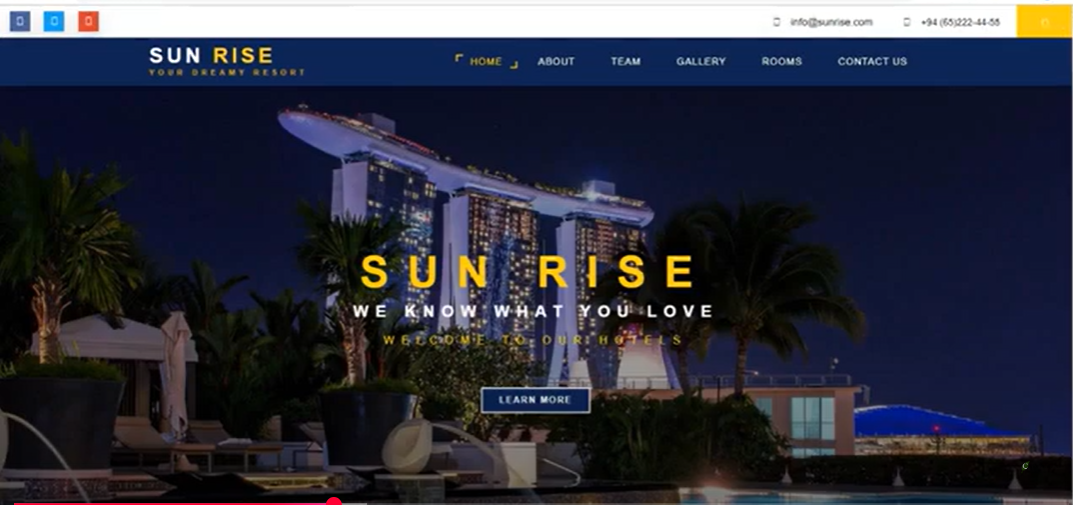 info@sunrise.com
+94 (65)222-44-55
SUN RISE
YOUR DREAMY RESORT
HOME
ABOUT
TEAM
GALLERY
ROOMS
CONTACT US
SUN RISE
WE KNOW WHAT YOU LOVE
WELCOME TO OUR HOTELS
LEARN MORE